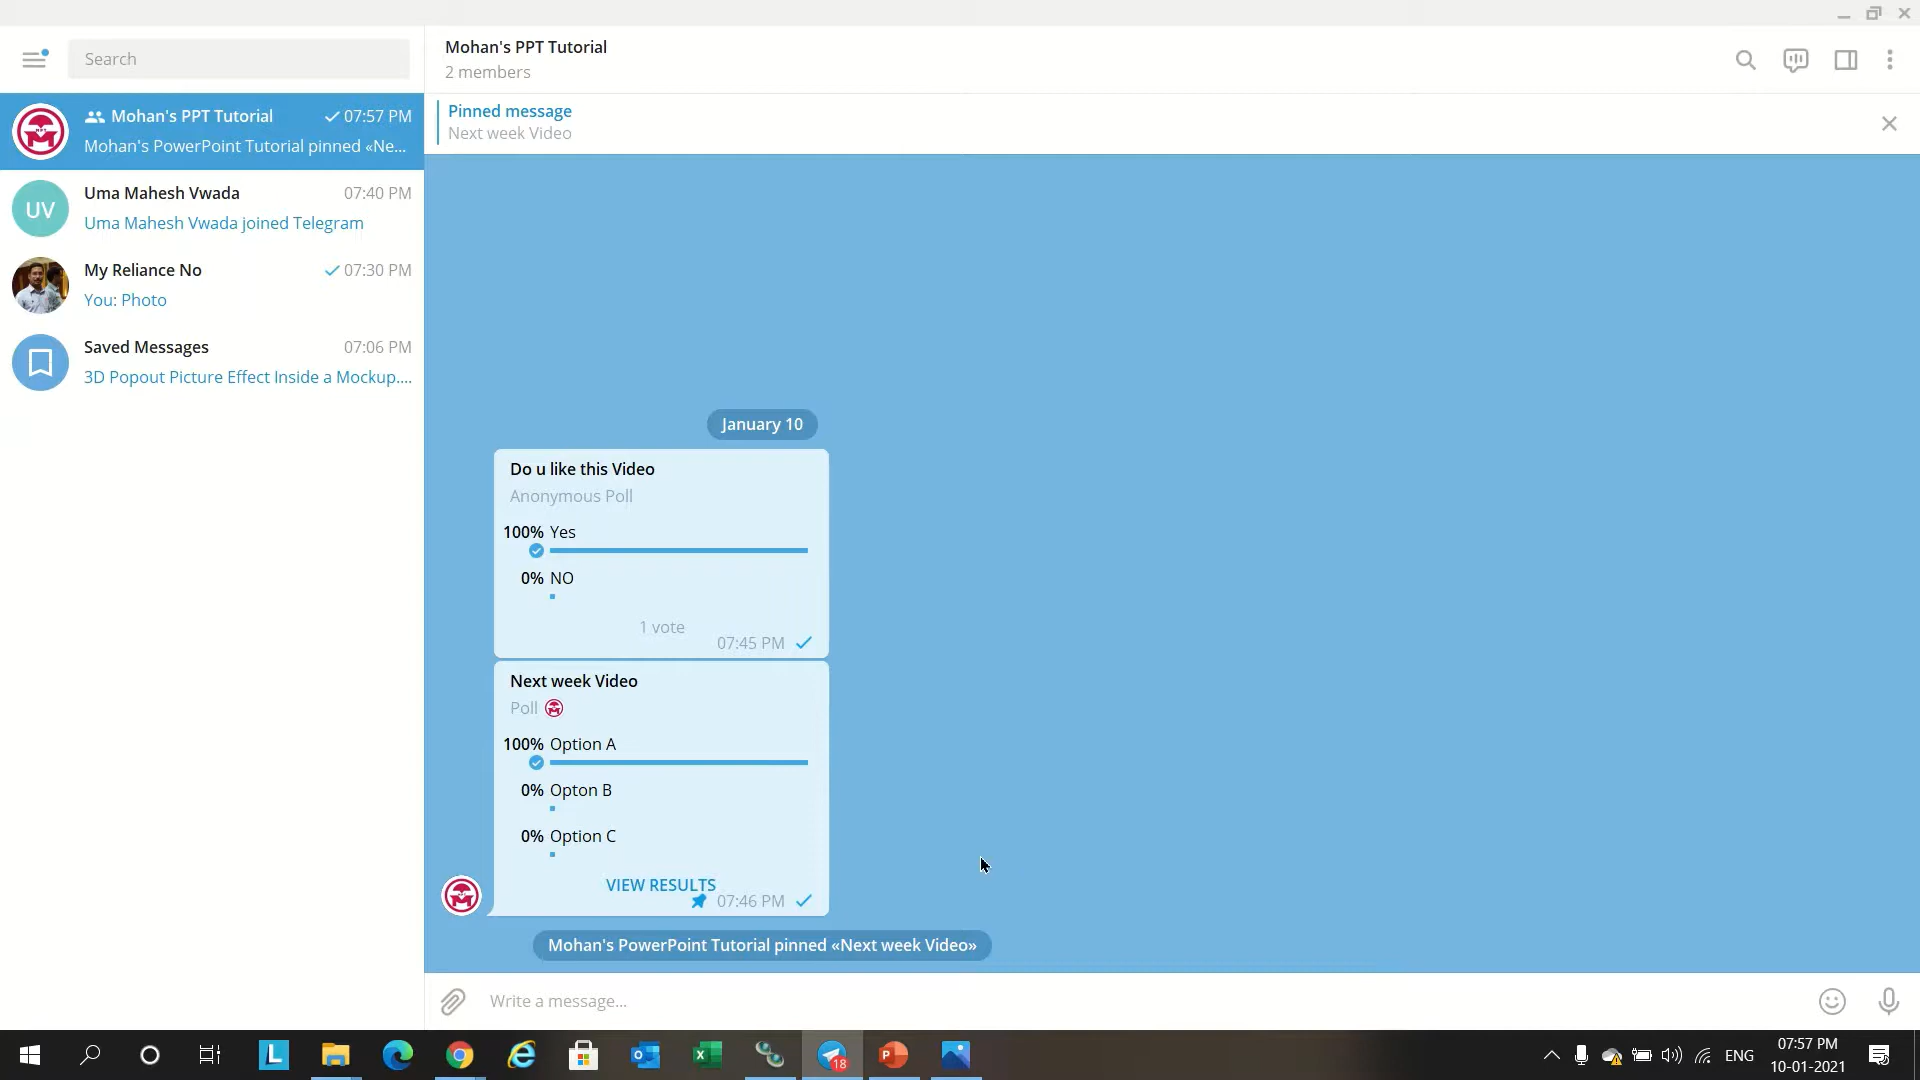 Search
Mohan's PPT Tutorial 07:57 PM
Mohan's PowerPoint Tutorial pinned «Ne...
UV
Uma Mahesh Vwada 07:40 PM
Uma Mahesh Vwada joined Telegram
My Reliance No 07:30 PM
You: Photo
Saved Messages 07:06 PM
3D Popout Picture Effect Inside a Mockup....
Mohan's PPT Tutorial
2 members
Pinned message
Next week Video
January 10
Do u like this Video
Anonymous Poll
100% Yes
0% NO
1 vote
07:45 PM
Next week Video
Poll
100% Option A
0% Opton B
0% Option C
VIEW RESULTS
07:46 PM
Mohan's PowerPoint Tutorial pinned «Next week Video»
Write a message...
L
18
P
ENG
07:57 PM
10-01-2021